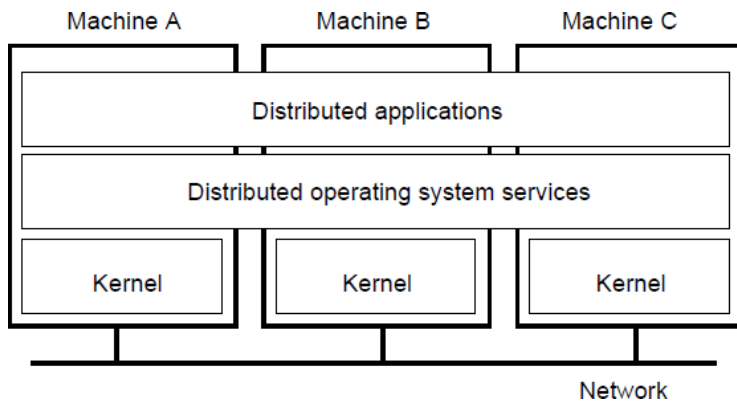 Machine A
Machine B
Machine C
Distributed applications
Distributed operating system services
Kernel
Kernel
Kernel
Network